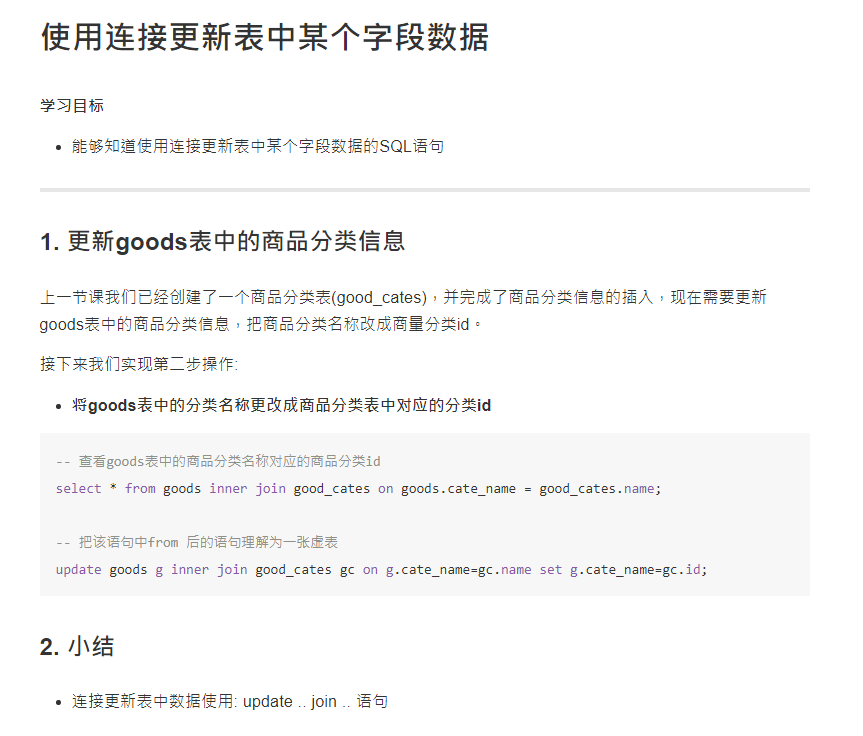 使用连接更新表中某个字段数据
学习目标
• 能够知道使用连接更新表中某个字段数据的SQL语句
1. 更新goods表中的商品分类信息
上一节课我们已经创建了一个商品分类表(good_cates)，并完成了商品分类信息的插入，现在需要更新
goods表中的商品分类信息，把商品分类名称改成商量分类id。
接下来我们实现第二步操作:
• 将goods表中的分类名称更改成商品分类表中对应的分类id
-- 查看goods表中的商品分类名称对应的商品分类id
select * from goods inner join good_cates on goods.cate_name = good_cates.name;
-- 把该语句中from 后的语句理解为一张虚表
update goods g inner join good_cates gc on g.cate_name=gc.name set g.cate_name=gc.id;
2. 小结
• 连接更新表中数据使用: update .. join .. 语句